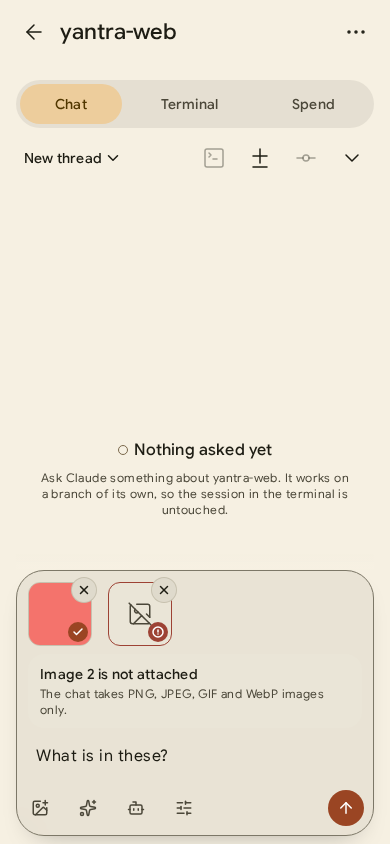 yantra-web
Chat
Terminal
Spend
New thread
Nothing asked yet
Ask Claude something about yantra-web. It works on
a branch of its own, so the session in the terminal is
untouched.
Image 2 is not attached
The chat takes PNG, JPEG, GIF and WebP images
only.
What is in these?